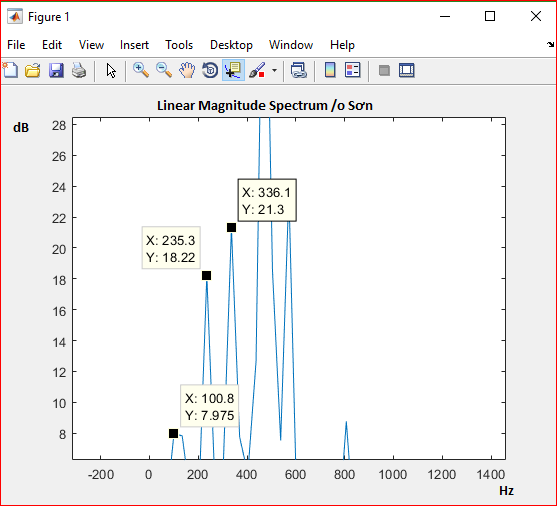 Figure 1
File Edit View Insert Tools Desktop Window Help
Linear Magnitude Spectrum /o Sơn
dB
28
26
24
22
20
18
16
14
12
10
8
X: 336.1
Y: 21.3
X: 235.3
Y: 18.22
X: 100.8
Y: 7.975
-200 0 200 400 600 800 1000 1200 1400
Hz